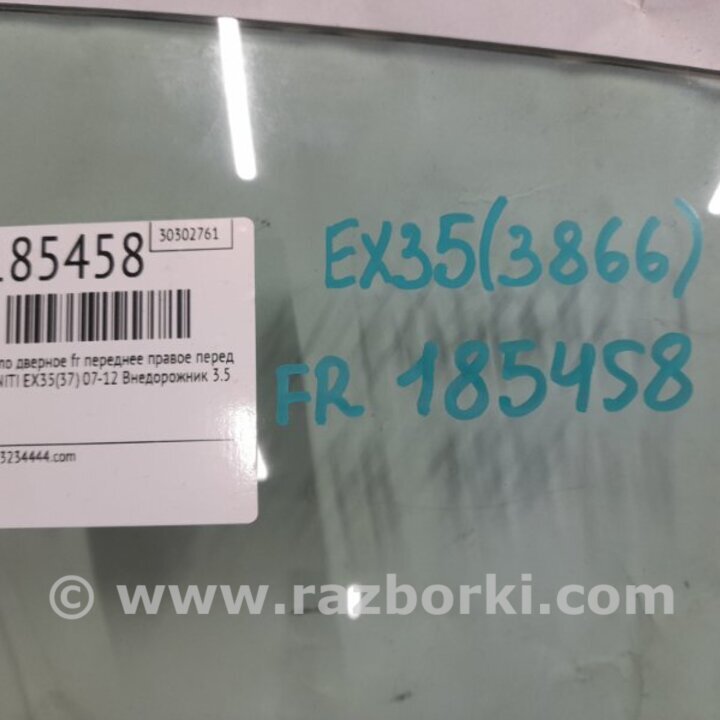 185458
30302761
ло дверное fr переднее правое перед
NITI EX35(37) 07-12 Внедорожник 3.5
3234444.com
EX35(3866)
FR 185458
© www.razborki.com